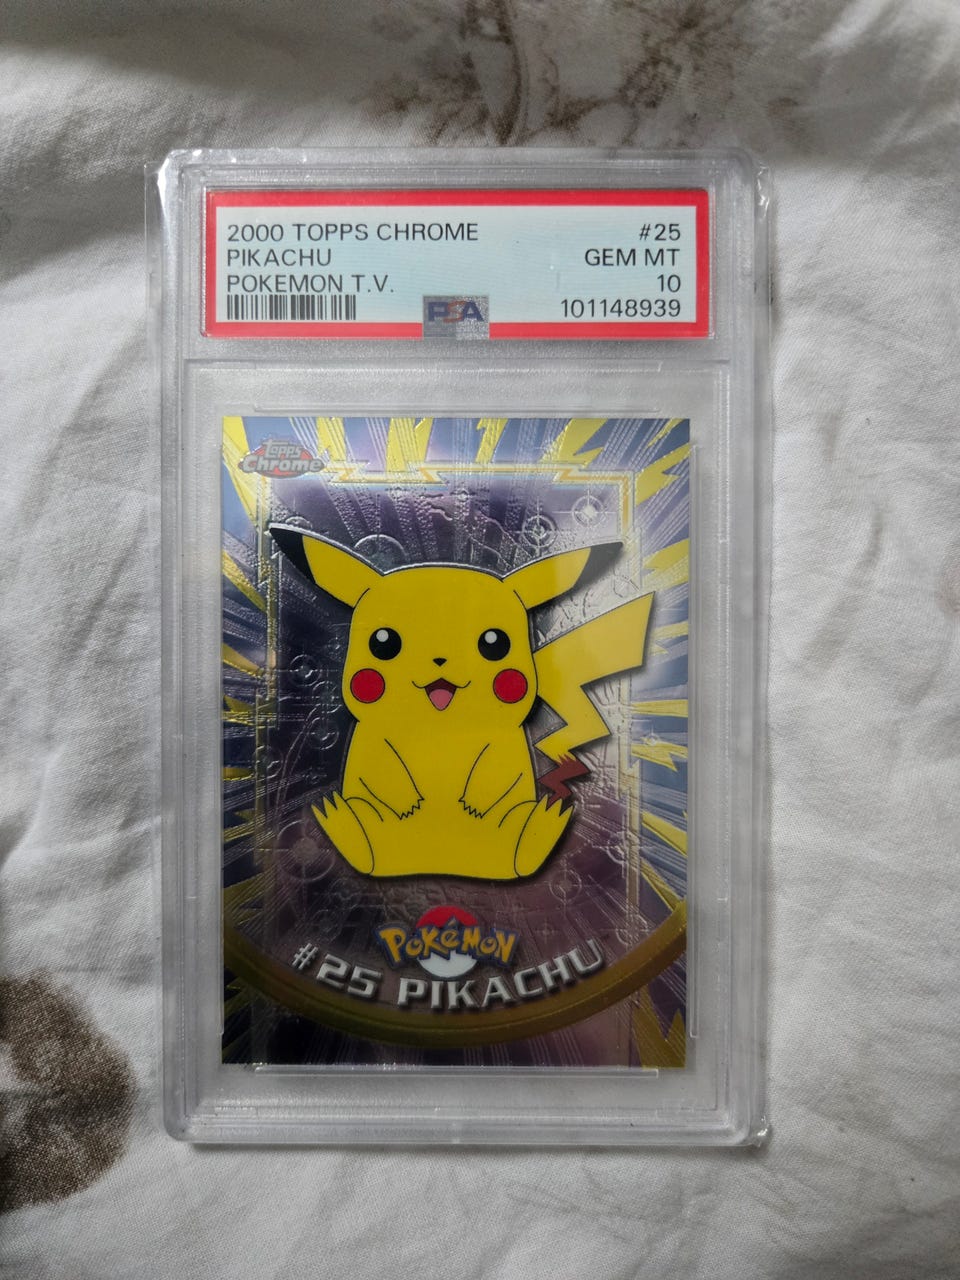 2000 TOPPS CHROME #25
PIKACHU GEM MT
POKEMON T.V. 10
PSA 101148939
Topps
Chrome
POKéMON
#25 PIKACHU